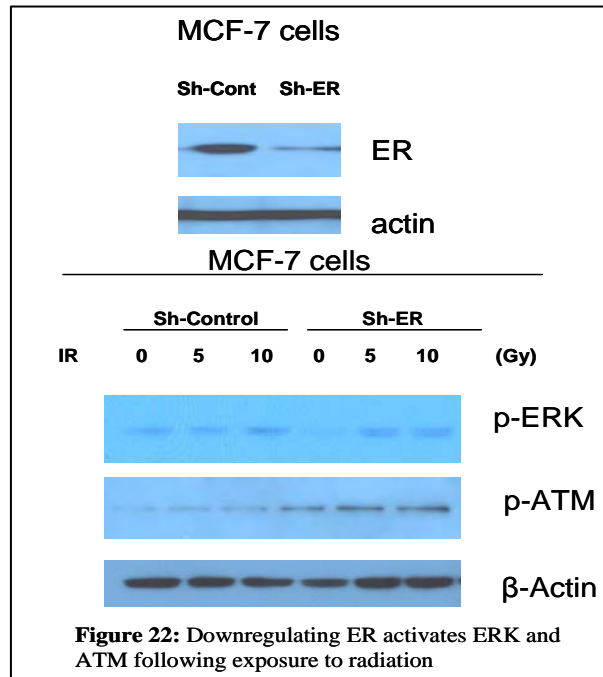 MCF-7 cells
Sh-Cont Sh-ER
ER
actin
MCF-7 cells
Sh-Control Sh-ER
IR 0 5 10 0 5 10 (Gy)
p-ERK
p-ATM
β-Actin
Figure 22: Downregulating ER activates ERK and
ATM following exposure to radiation